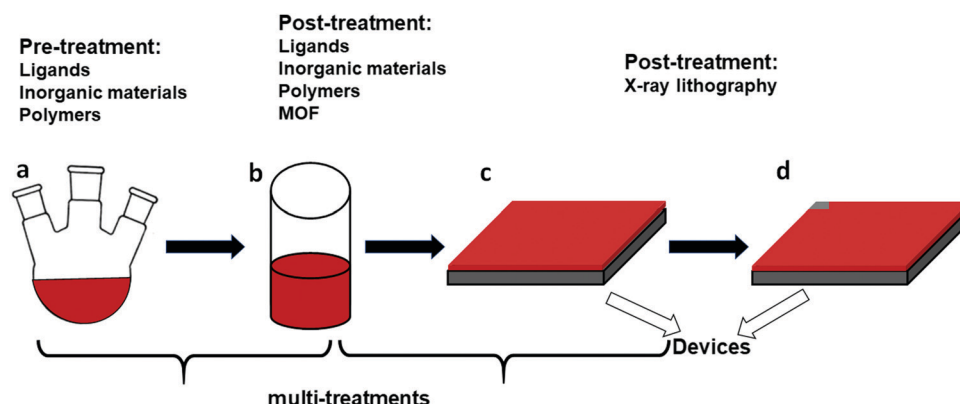 Pre-treatment:
Ligands
Inorganic materials
Polymers
Post-treatment:
Ligands
Inorganic materials
Polymers
MOF
Post-treatment:
X-ray lithography
a
b
c
d
Devices
multi-treatments